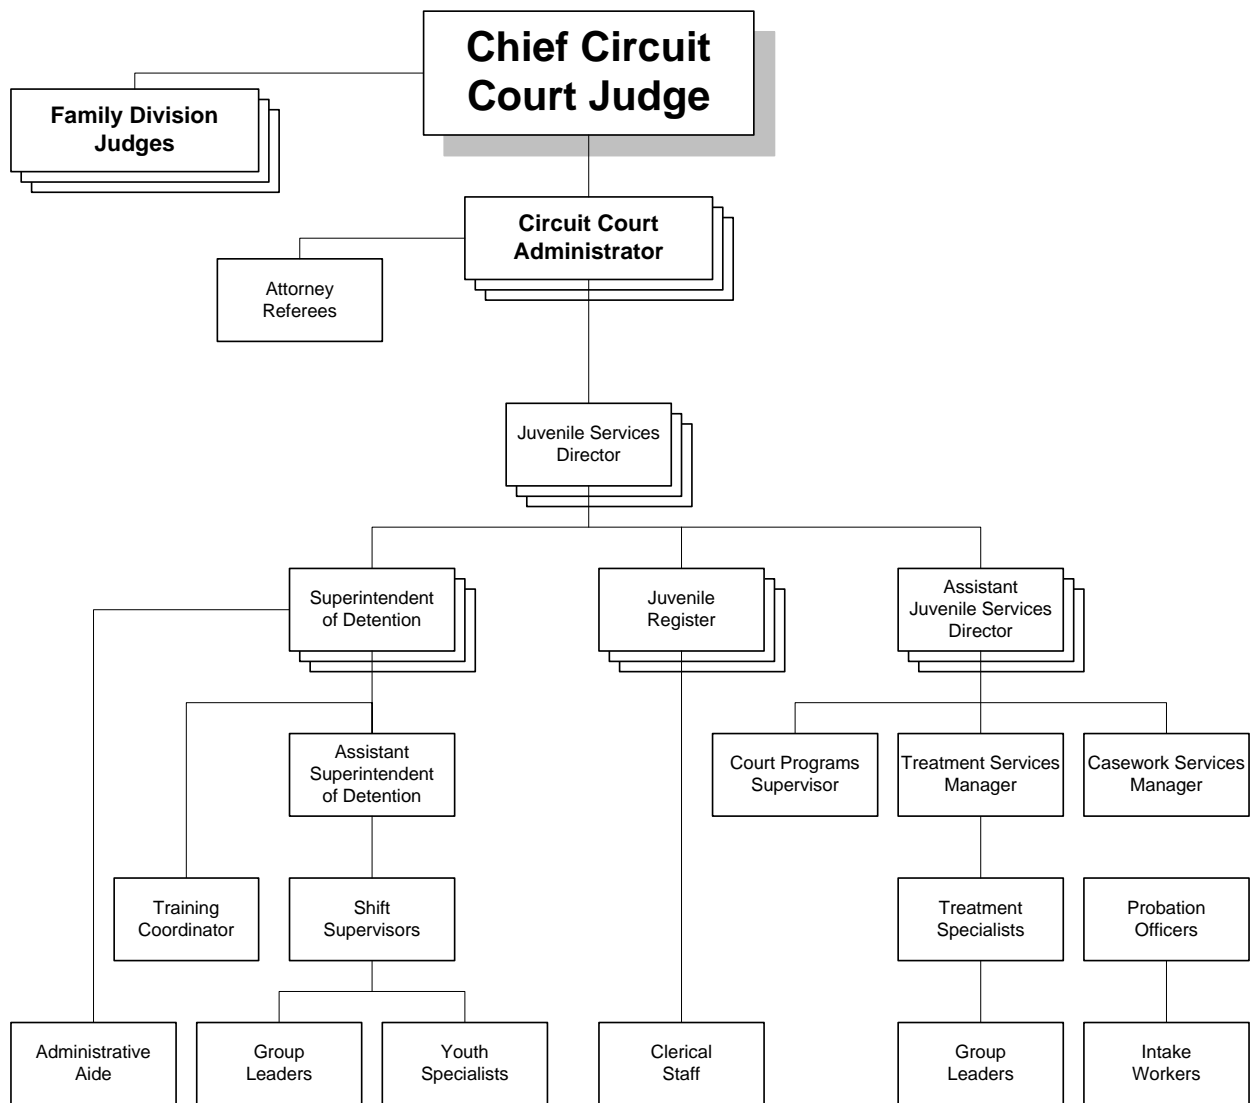 Chief Circuit
Court Judge
Family Division
Judges
Circuit Court
Administrator
Attorney
Referees
Juvenile Services
Director
Superintendent
of Detention
Juvenile
Register
Assistant
Juvenile Services
Director
Assistant
Superintendent
of Detention
Court Programs
Supervisor
Treatment Services
Manager
Casework Services
Manager
Training
Coordinator
Shift
Supervisors
Treatment
Specialists
Probation
Officers
Administrative
Aide
Group
Leaders
Youth
Specialists
Clerical
Staff
Group
Leaders
Intake
Workers